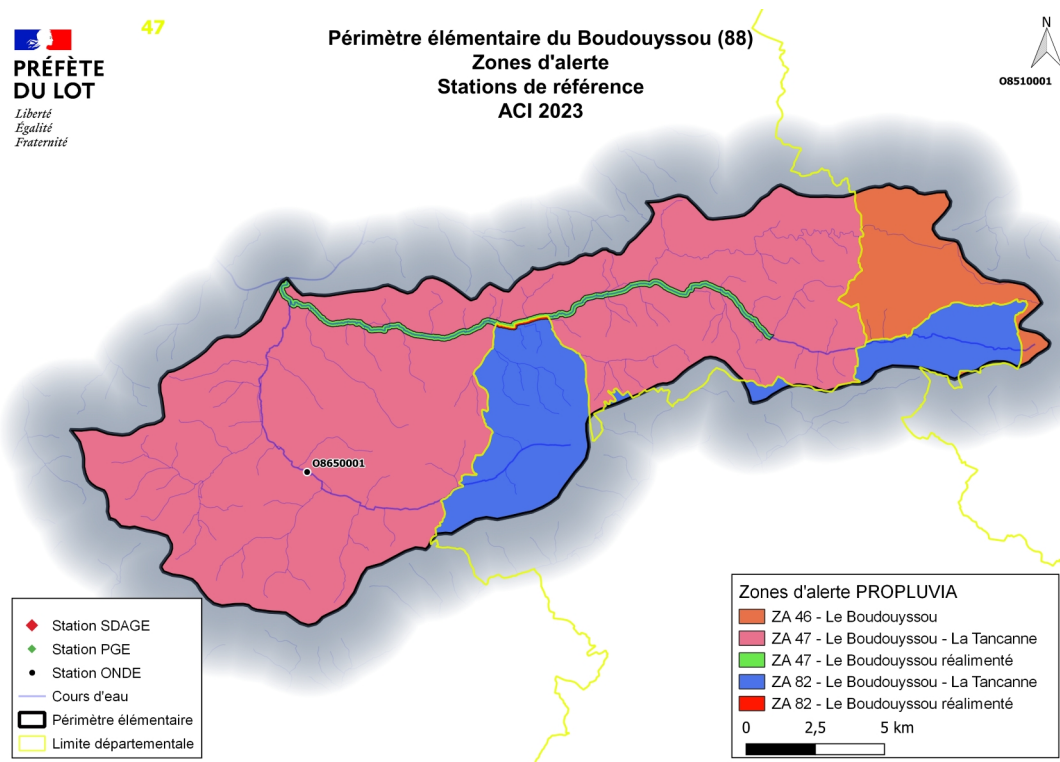 47
PRÉFÈTE
DU LOT
Liberté
Égalité
Fraternité
Périmètre élémentaire du Boudouyssou (88)
Zones d'alerte
Stations de référence
ACI 2023
N
O8510001
O8650001
Station SDAGE
Station PGE
Station ONDE
Cours d'eau
Périmètre élémentaire
Limite départementale
Zones d'alerte PROPLUVIA
ZA 46 - Le Boudouyssou
ZA 47 - Le Boudouyssou - La Tancanne
ZA 47 - Le Boudouyssou réalimenté
ZA 82 - Le Boudouyssou - La Tancanne
ZA 82 - Le Boudouyssou réalimenté
0 2,5 5 km